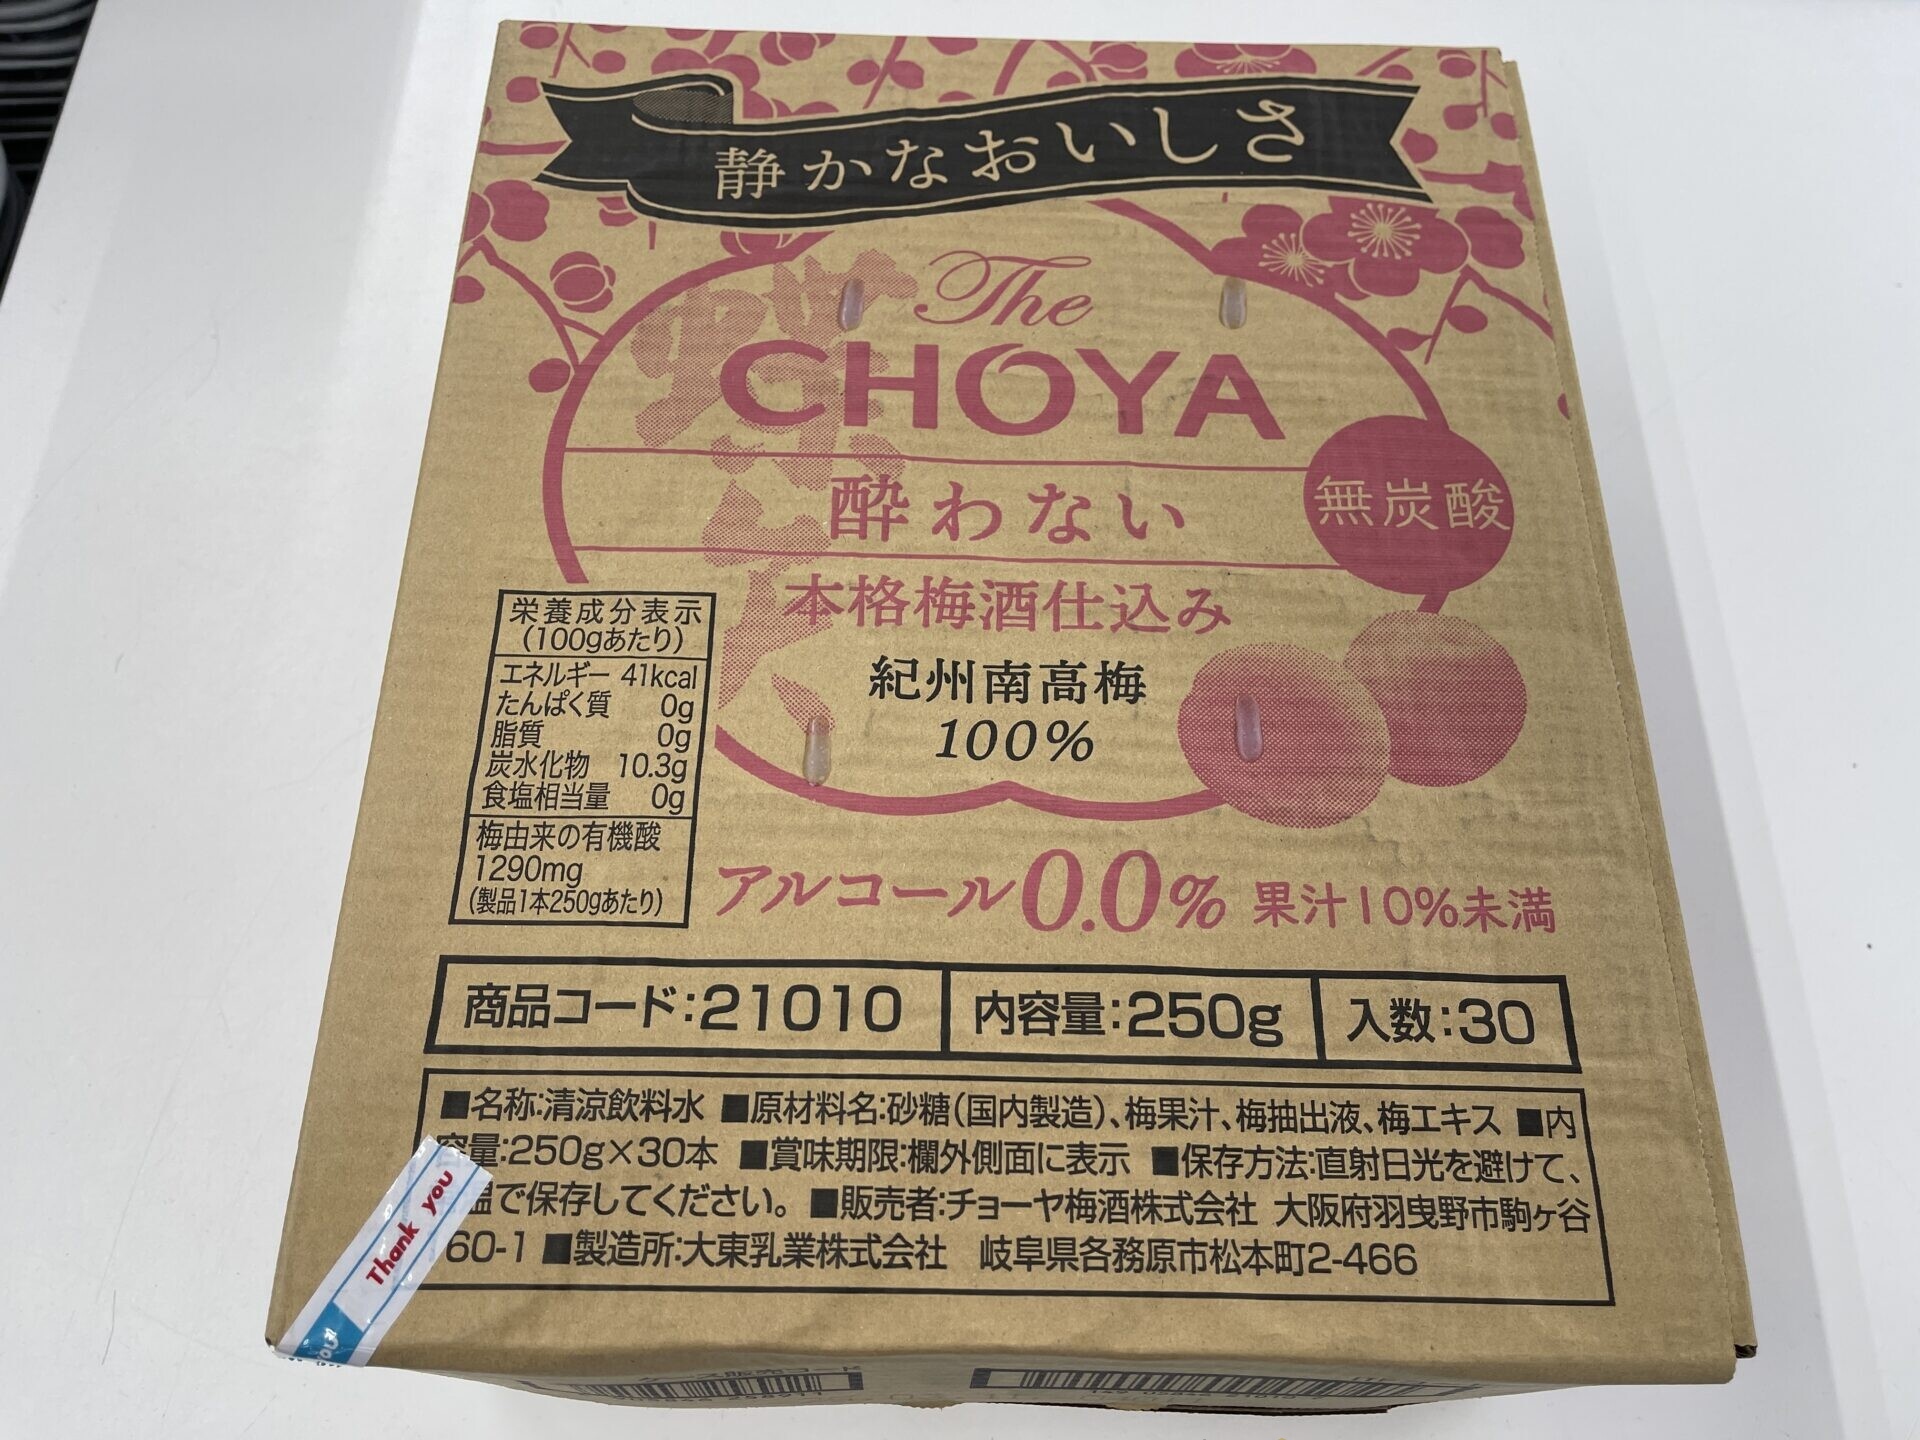 静かなおいしさ
The
CHOYA
酔わない
無炭酸
本格梅酒仕込み
紀州南高梅
100%
栄養成分表示
(100gあたり)
エネルギー 41kcal
たんぱく質 0g
脂質 0g
炭水化物 10.3g
食塩相当量 0g
梅由来の有機酸
1290mg
(製品1本250gあたり)
アルコール0.0% 果汁10%未満
商品コード:21010 内容量:250g 入数:30
■名称:清涼飲料水 ■原材料名:砂糖(国内製造)、梅果汁、梅抽出液、梅エキス ■内
容量:250g×30本 ■賞味期限:欄外側面に表示 ■保存方法:直射日光を避けて、
温で保存してください。 ■販売者:チョーヤ梅酒株式会社 大阪府羽曳野市駒ヶ谷
60-1 ■製造所:大東乳業株式会社 岐阜県各務原市松本町2-466
Thank you